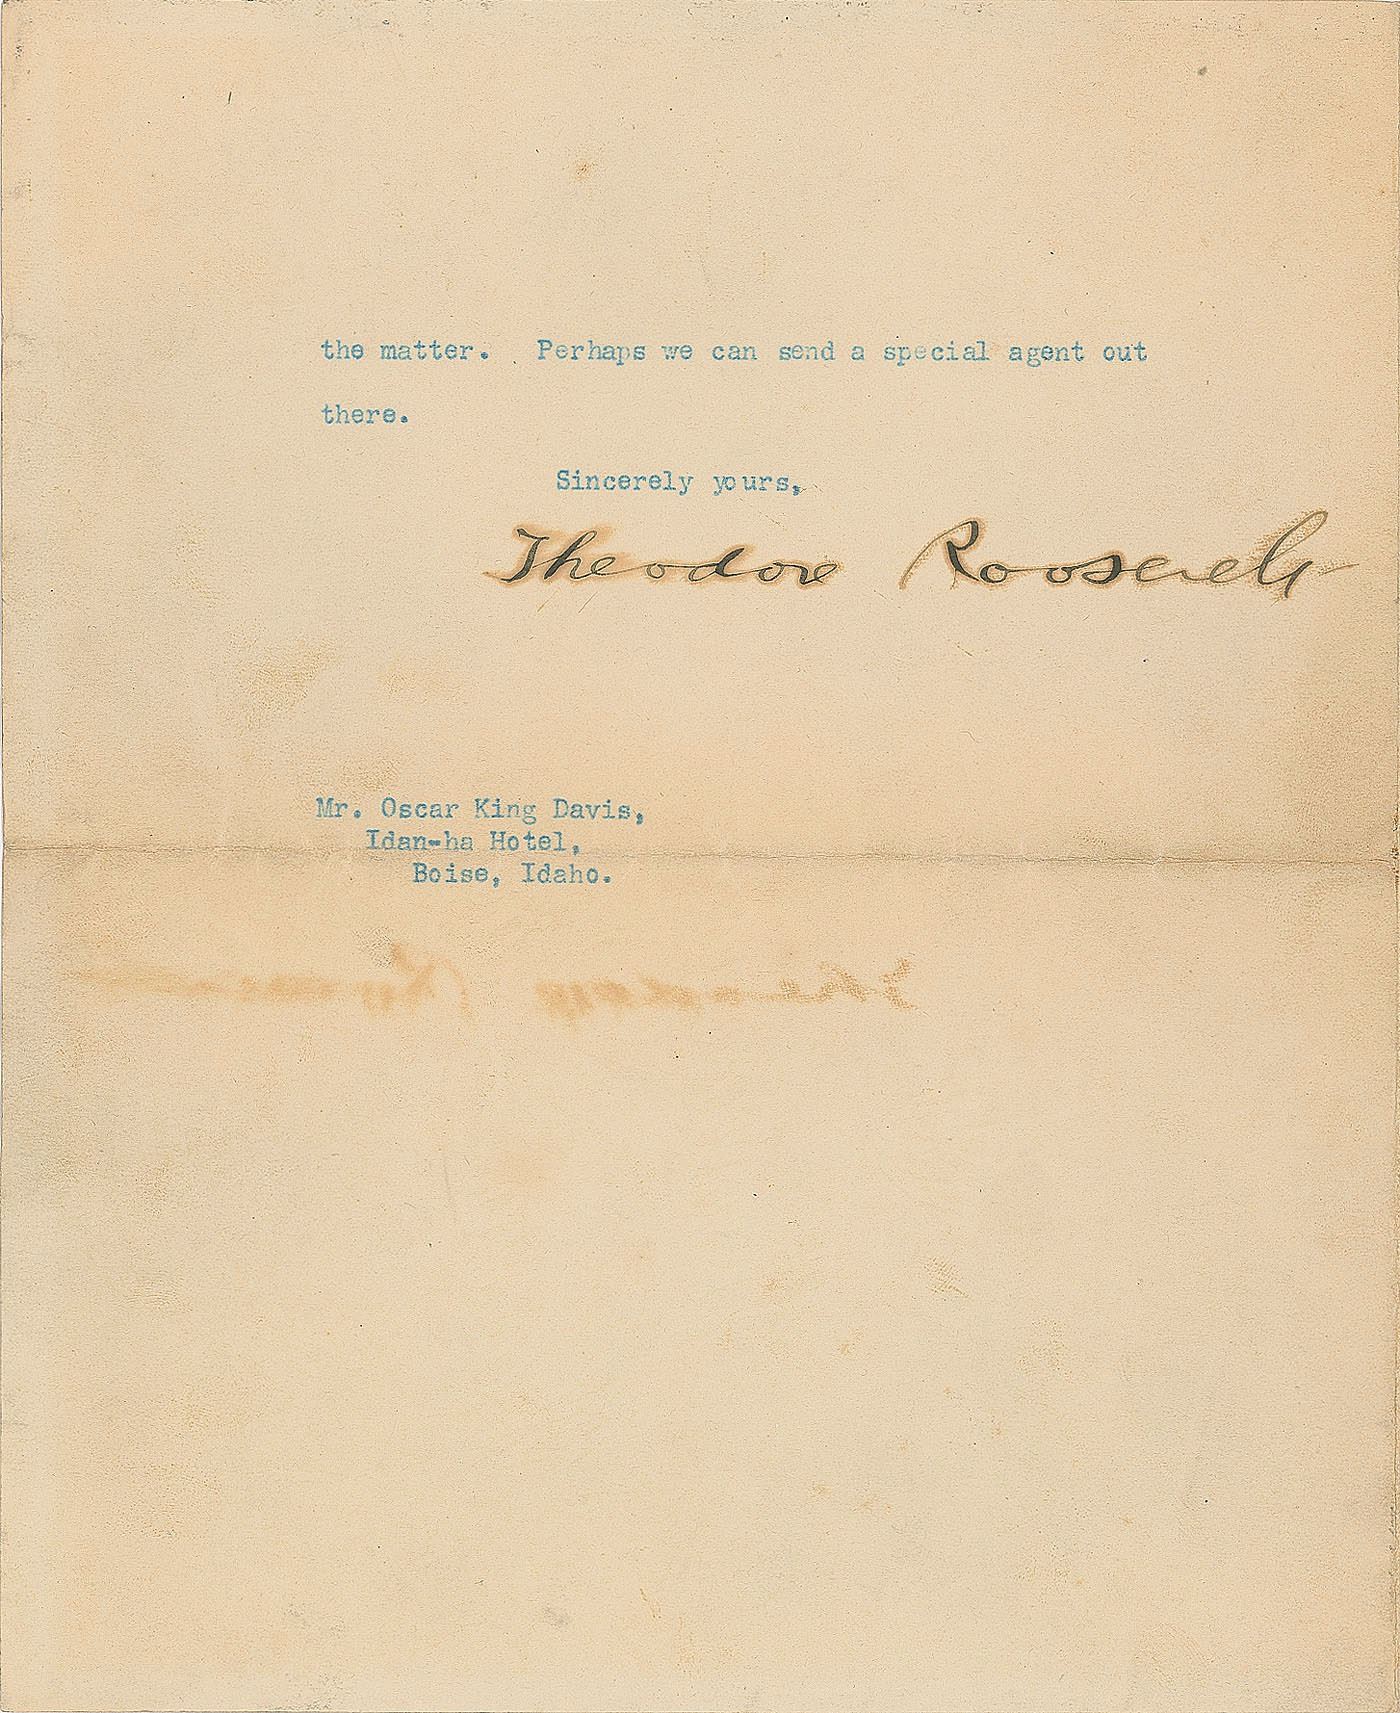 the matter. Perhaps we can send a special agent out
there.
Sincerely yours,
Theodore Roosevelt
Mr. Oscar King Davis,
Idan-ha Hotel,
Boise, Idaho.